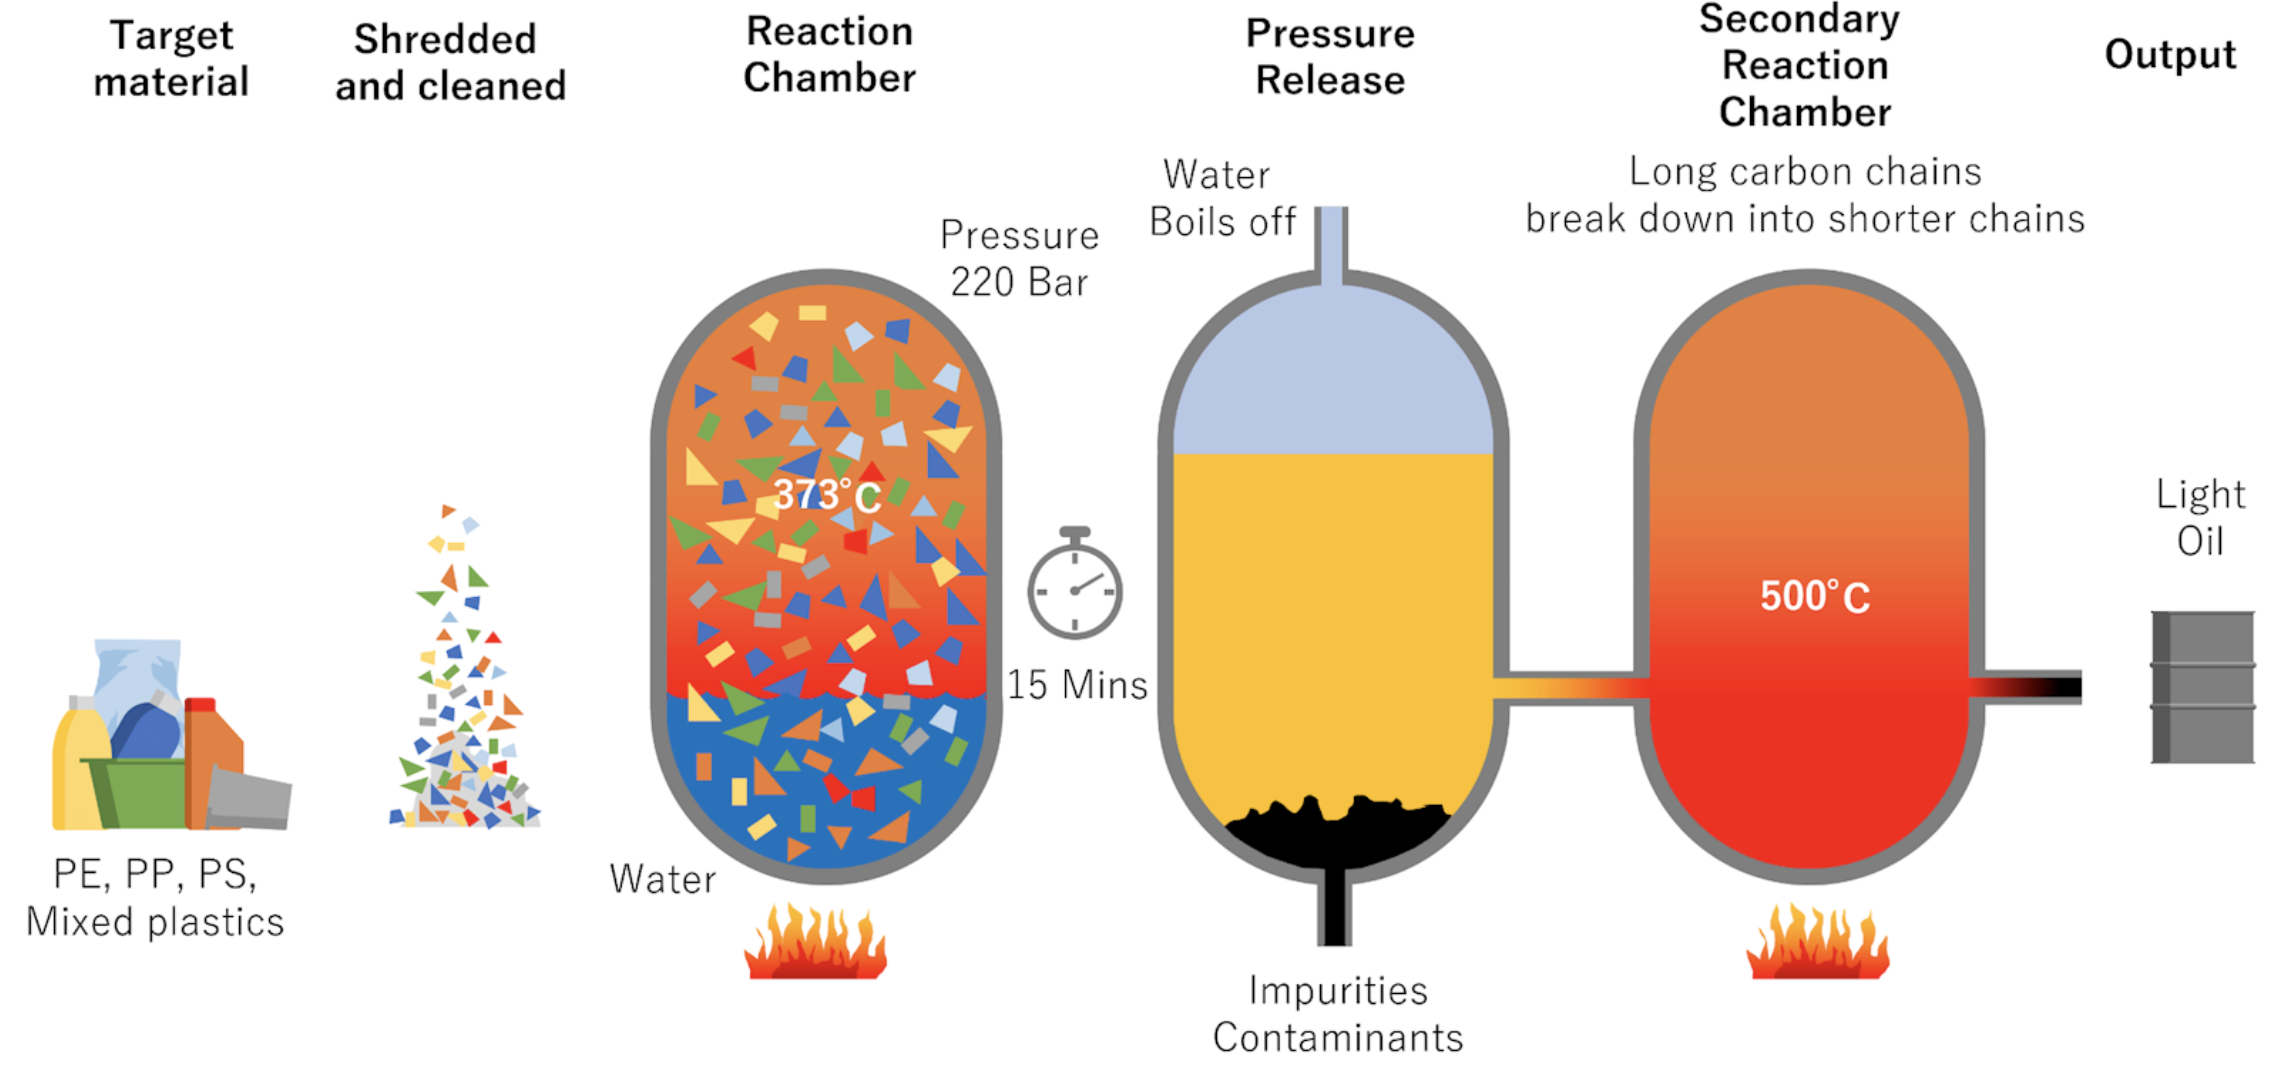 Target
material
Shredded
and cleaned
Reaction
Chamber
Pressure
Release
Secondary
Reaction
Chamber
Output
Long carbon chains
break down into shorter chains
Water
Boils off
Pressure
220 Bar
373°C
15 Mins
500°C
Light
Oil
PE, PP, PS,
Mixed plastics
Water
Impurities
Contaminants